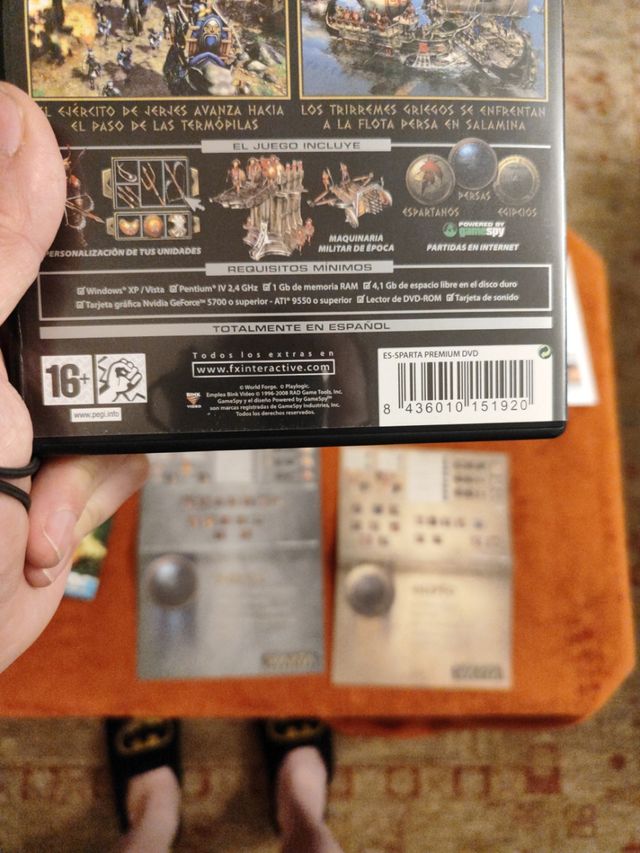 EL EJÉRCITO DE JERJES AVANZA HACIA
EL PASO DE LAS TERMÓPILAS
LOS TRIRREMES GRIEGOS SE ENFRENTAN
A LA FLOTA PERSA EN SALAMINA
EL JUEGO INCLUYE
PERSONALIZACIÓN DE TUS UNIDADES
MAQUINARIA
MILITAR DE ÉPOCA
ESPARTANOS
PERSAS
EGIPCIOS
POWERED BY
gamespy
PARTIDAS EN INTERNET
REQUISITOS MÍNIMOS
Windows® XP / Vista Pentium® IV 2,4 GHz 1 Gb de memoria RAM 4,1 Gb de espacio libre en el disco duro
Tarjeta gráfica Nvidia GeForce™ 5700 o superior - ATI® 9550 o superior Lector de DVD-ROM Tarjeta de sonido
TOTALMENTE EN ESPAÑOL
16+
www.pegi.info
Todos los extras en
www.fxinteractive.com
BINK
VIDEO
© World Forge. © Playlogic.
Emplea Bink Video © 1996-2008 RAD Game Tools, Inc.
GameSpy y el diseño Powered by GameSpy
son marcas registradas de GameSpy Industries, Inc.
Todos los derechos reservados.
ES-SPARTA PREMIUM DVD
8 436010 151920